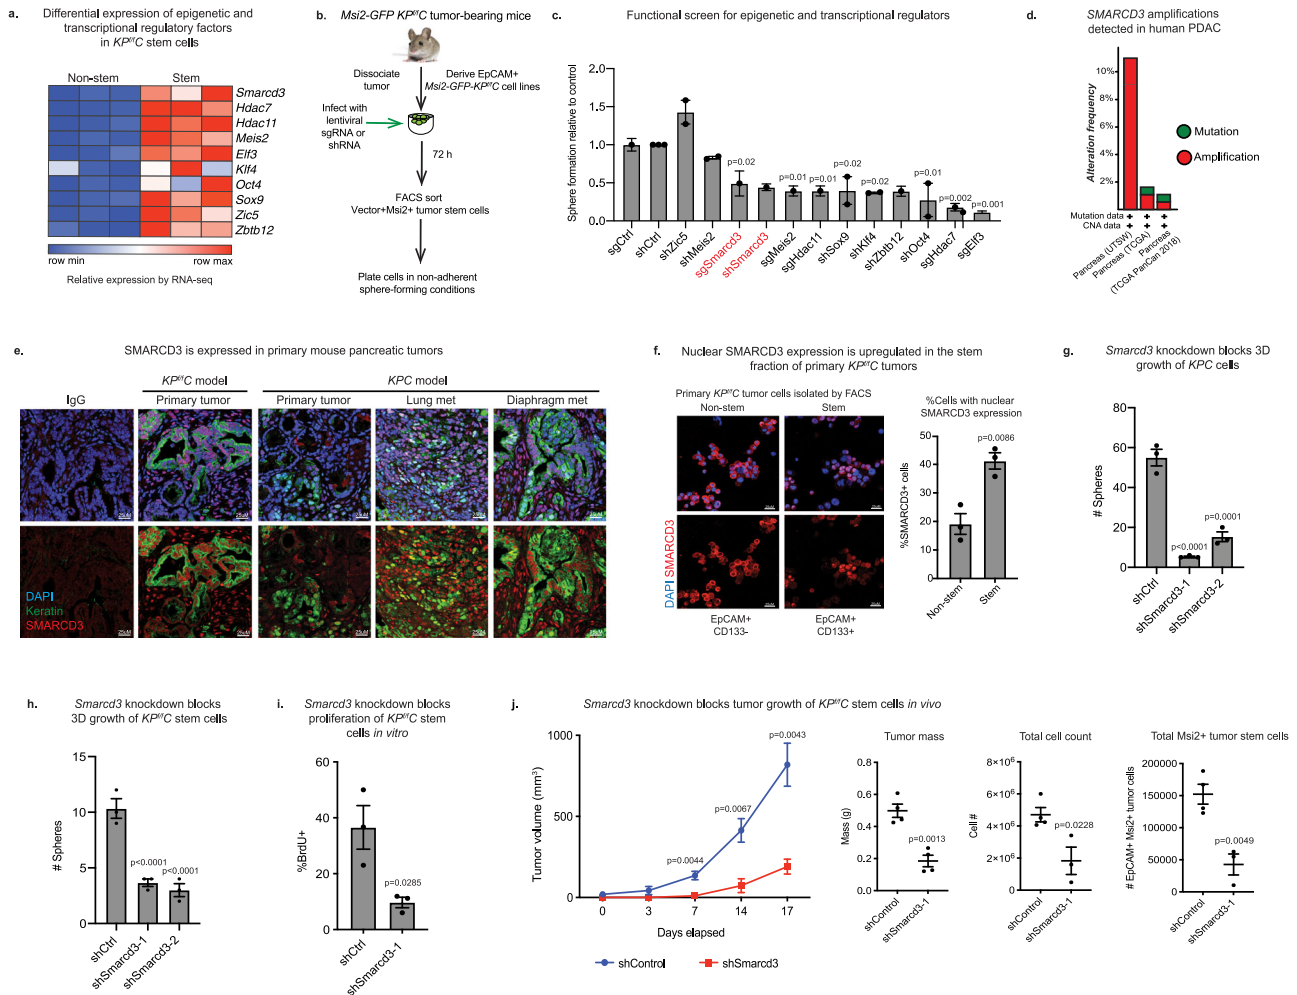 a.
Differential expression of epigenetic and
transcriptional regulatory factors
in KPf/fC stem cells
Non-stem Stem
Smarcd3
Hdac7
Hdac11
Meis2
Elf3
Klf4
Oct4
Sox9
Zic5
Zbtb12
row min row max
Relative expression by RNA-seq
b.
Msi2-GFP KPf/fC tumor-bearing mice
Dissociate
tumor
Derive EpCAM+
Msi2-GFP-KPf/fC cell lines
Infect with
lentiviral
sgRNA or
shRNA
72 h
FACS sort
Vector+Msi2+ tumor stem cells
Plate cells in non-adherent
sphere-forming conditions
c.
Functional screen for epigenetic and transcriptional regulators
Sphere formation relative to control
2.0
1.5
1.0
0.5
0.0
p=0.02
p=0.01
p=0.01
p=0.02
p=0.01
p=0.002
p=0.001
sgCtrl
shCtrl
shZic5
shMeis2
sgSmarcd3
shSmarcd3
sgMeis2
sgHdac11
shSox9
shKlf4
shZbtb12
shOct4
sgHdac7
sgElf3
d.
SMARCD3 amplifications
detected in human PDAC
Alteration frequency
10%
8%
6%
4%
2%
Mutation
Amplification
Mutation data + + +
CNA data + + +
Pancreas (UTSW)
Pancreas (TCGA)
Pancreas
(TCGA PanCan 2018)
e.
SMARCD3 is expressed in primary mouse pancreatic tumors
KPf/fC model
KPC model
IgG
Primary tumor
Primary tumor
Lung met
Diaphragm met
DAPI
Keratin
SMARCD3
25uM
25uM
25uM
25uM
25uM
25uM
25uM
25uM
25uM
25uM
f.
Nuclear SMARCD3 expression is upregulated in the stem
fraction of primary KPf/fC tumors
Primary KPf/fC tumor cells isolated by FACS
Non-stem
Stem
DAPI SMARCD3
EpCAM+
CD133-
EpCAM+
CD133+
%Cells with nuclear
SMARCD3 expression
%SMARCD3+ cells
50
40
30
20
10
0
p=0.0086
Non-stem
Stem
g.
Smarcd3 knockdown blocks 3D
growth of KPC cells
# Spheres
80
60
40
20
0
p<0.0001
p=0.0001
shCtrl
shSmarcd3-1
shSmarcd3-2
h.
Smarcd3 knockdown blocks
3D growth of KPf/fC stem cells
# Spheres
15
10
5
0
p<0.0001
p<0.0001
shCtrl
shSmarcd3-1
shSmarcd3-2
i.
Smarcd3 knockdown blocks
proliferation of KPf/fC stem
cells in vitro
%BrdU+
60
40
20
0
p=0.0285
shCtrl
shSmarcd3-1
j.
Smarcd3 knockdown blocks tumor growth of KPf/fC stem cells in vivo
Tumor volume (mm³)
1000
500
0
p=0.0044
p=0.0067
p=0.0043
0 3 7 14 17
Days elapsed
shControl
shSmarcd3
Tumor mass
Mass (g)
0.8
0.6
0.4
0.2
0.0
p=0.0013
shControl
shSmarcd3-1
Total cell count
Cell #
8×10⁶
6×10⁶
4×10⁶
2×10⁶
0
p=0.0228
shControl
shSmarcd3-1
Total Msi2+ tumor stem cells
# EpCAM+ Msi2+ tumor cells
200000
150000
100000
50000
0
p=0.0049
shControl
shSmarcd3-1